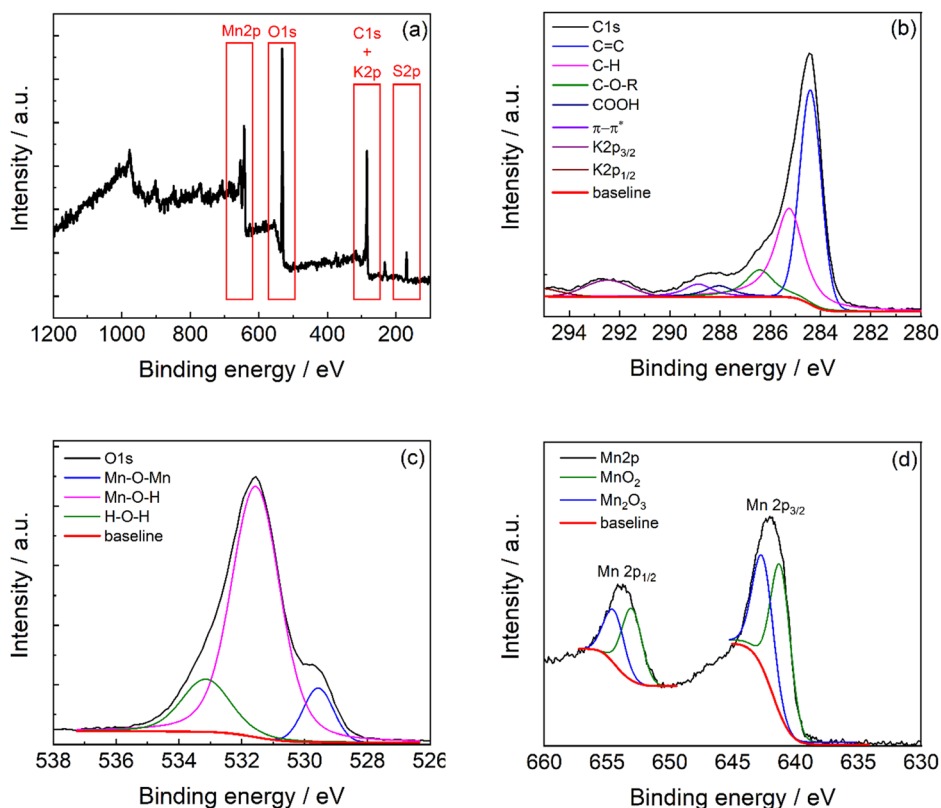 (a)
Mn2p O1s C1s + K2p S2p
Intensity / a.u.
1200 1000 800 600 400 200
Binding energy / eV
(b)
C1s
C=C
C-H
C-O-R
COOH
π-π*
K2p3/2
K2p1/2
baseline
Intensity / a.u.
294 292 290 288 286 284 282 280
Binding energy / eV
(c)
O1s
Mn-O-Mn
Mn-O-H
H-O-H
baseline
Intensity / a.u.
538 536 534 532 530 528 526
Binding energy / eV
(d)
Mn2p
MnO2
Mn2O3
baseline
Mn 2p3/2
Mn 2p1/2
Intensity / a.u.
660 655 650 645 640 635 630
Binding energy / eV